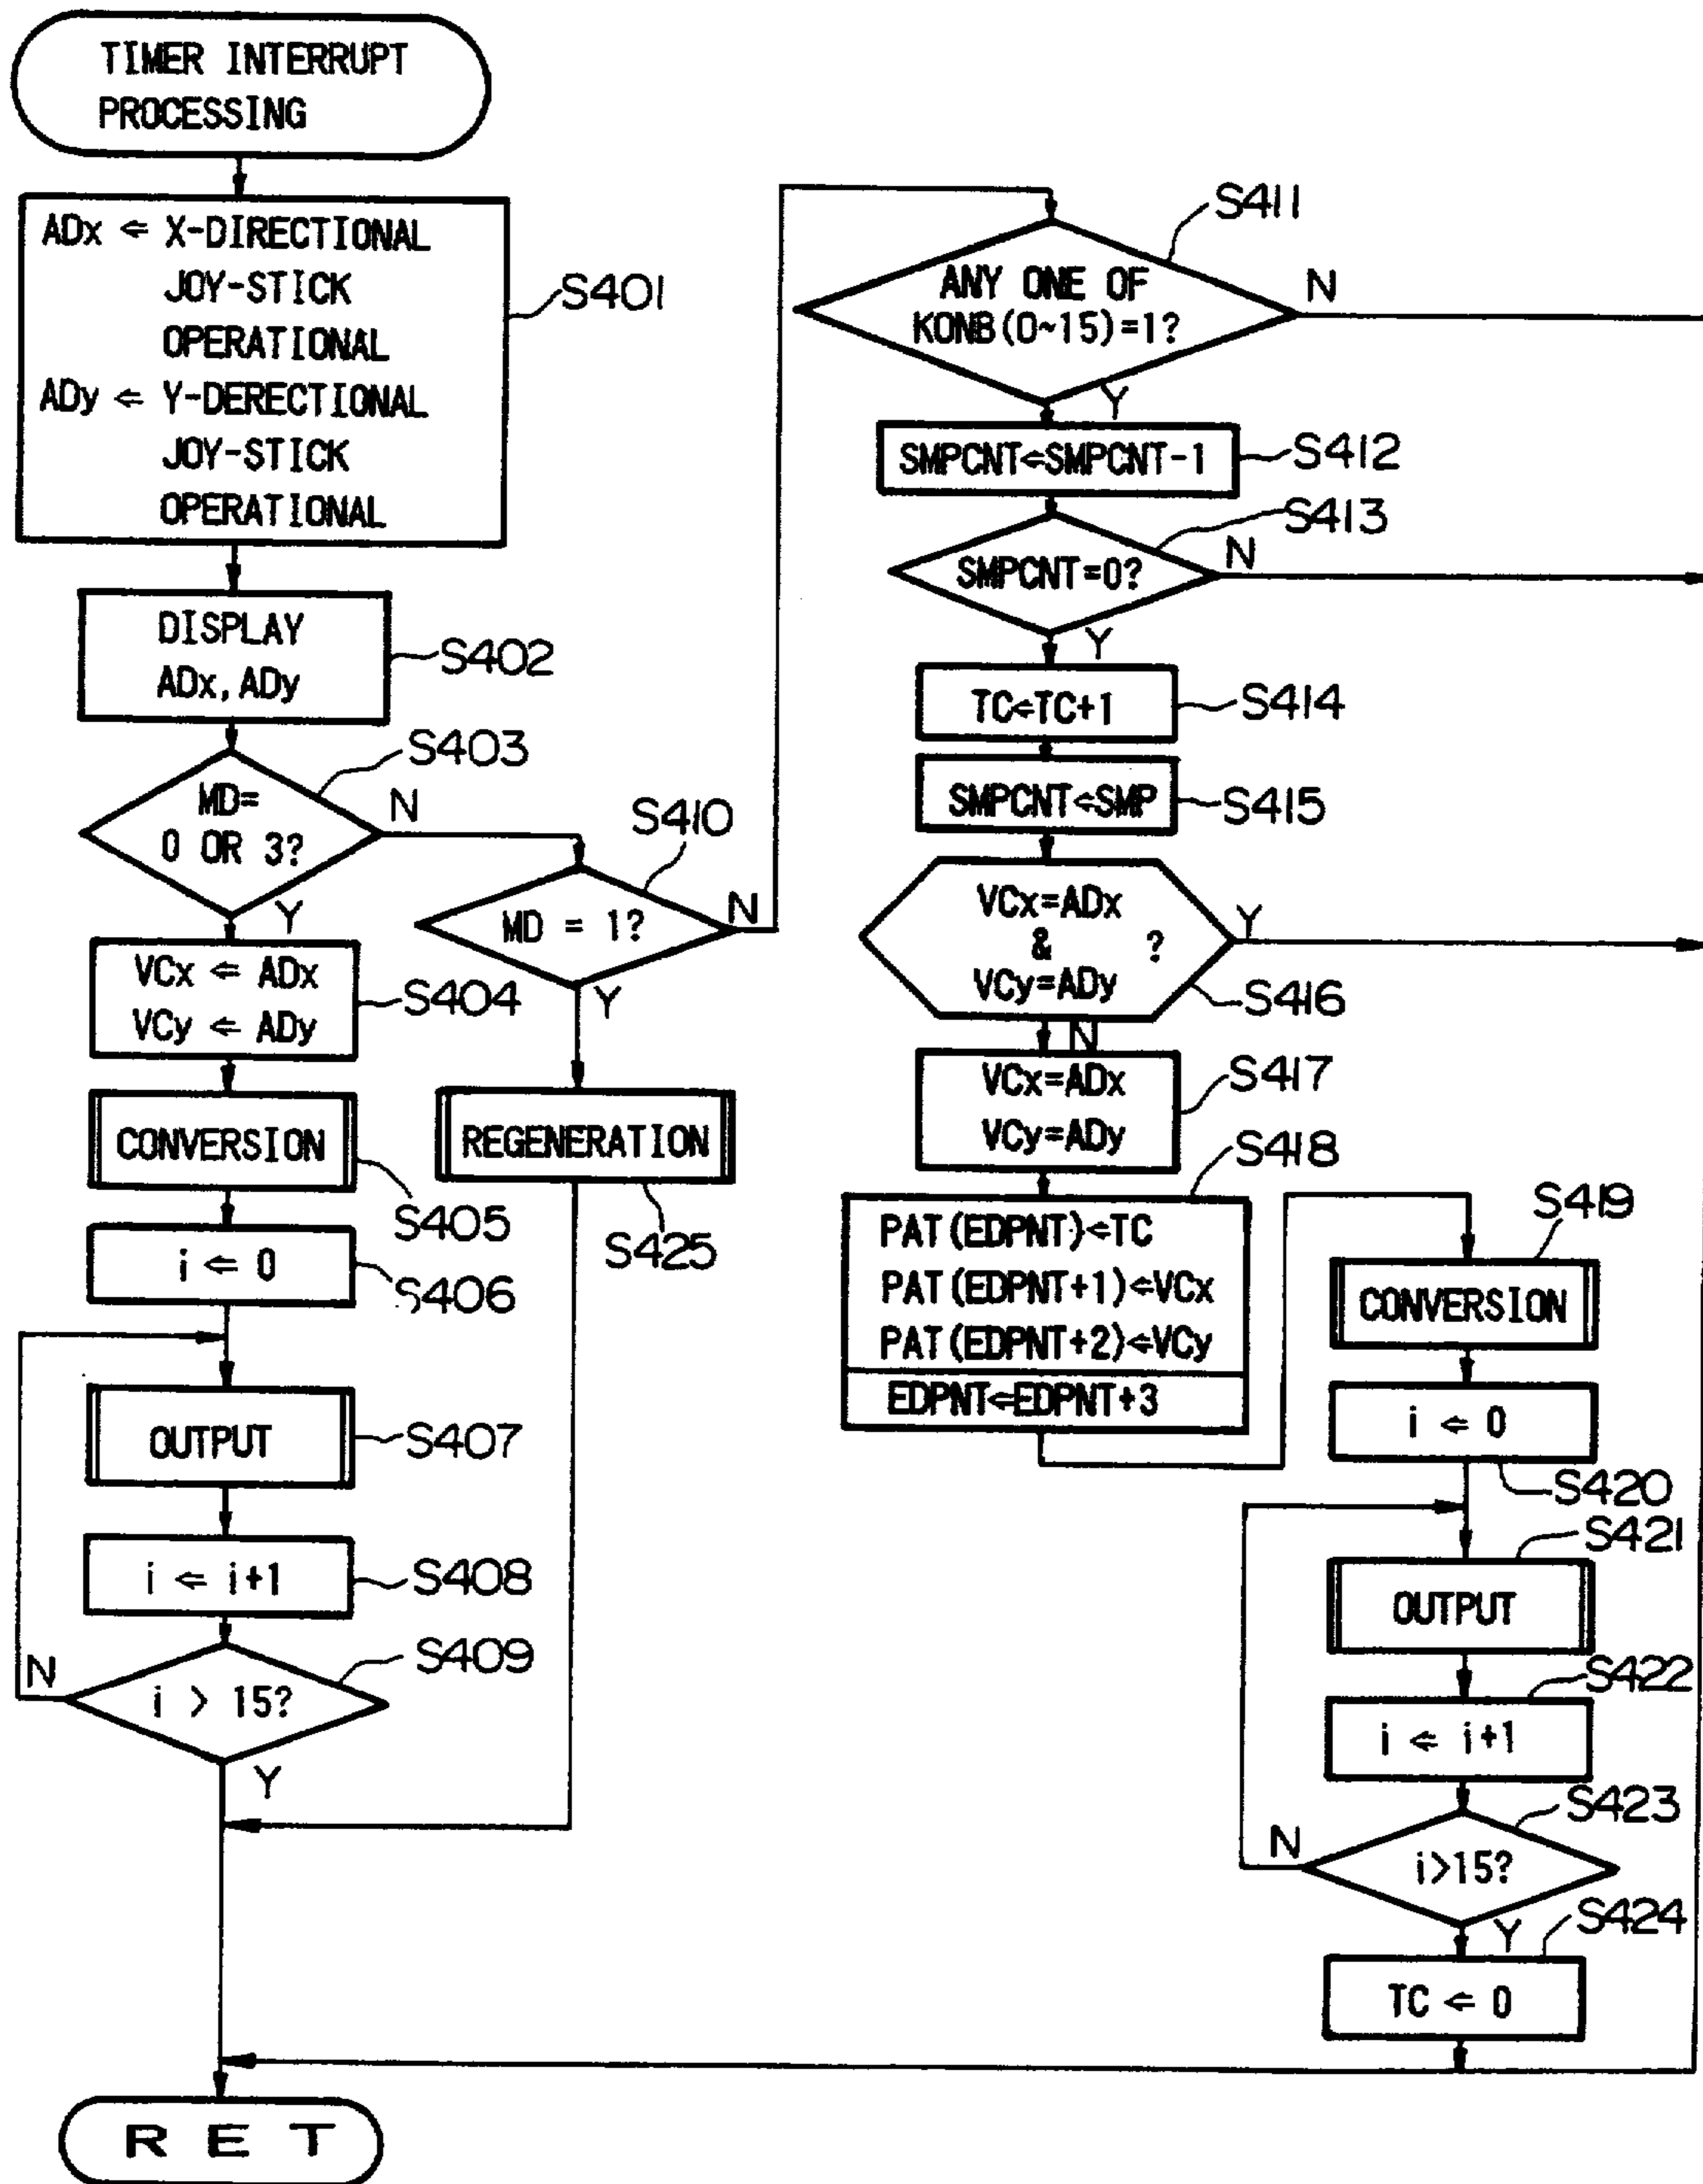 TIMER INTERRUPT
PROCESSING
ADx ⇐ X-DIRECTIONAL
JOY-STICK
OPERATIONAL
ADy ⇐ Y-DERECTIONAL
JOY-STICK
OPERATIONAL
S401
DISPLAY
ADx, ADy
S402
MD=
0 OR 3?
S403
N
Y
VCx ⇐ ADx
VCy ⇐ ADy
S404
CONVERSION
S405
i ⇐ 0
S406
OUTPUT
S407
i ⇐ i+1
S408
i > 15?
S409
N
Y
MD = 1?
S410
N
Y
REGENERATION
S425
ANY ONE OF
KONB(0~15)=1?
S411
N
Y
SMPCNT⇐SMPCNT-1
S412
SMPCNT=0?
S413
N
Y
TC⇐TC+1
S414
SMPCNT⇐SMP
S415
VCx=ADx
& ?
VCy=ADy
S416
Y
N
VCx=ADx
VCy=ADy
S417
PAT(EDPNT)⇐TC
PAT(EDPNT+1)⇐VCx
PAT(EDPNT+2)⇐VCy
EDPNT⇐EDPNT+3
S418
CONVERSION
S419
i ⇐ 0
S420
OUTPUT
S421
i ⇐ i+1
S422
i>15?
S423
N
Y
TC ⇐ 0
S424
RET